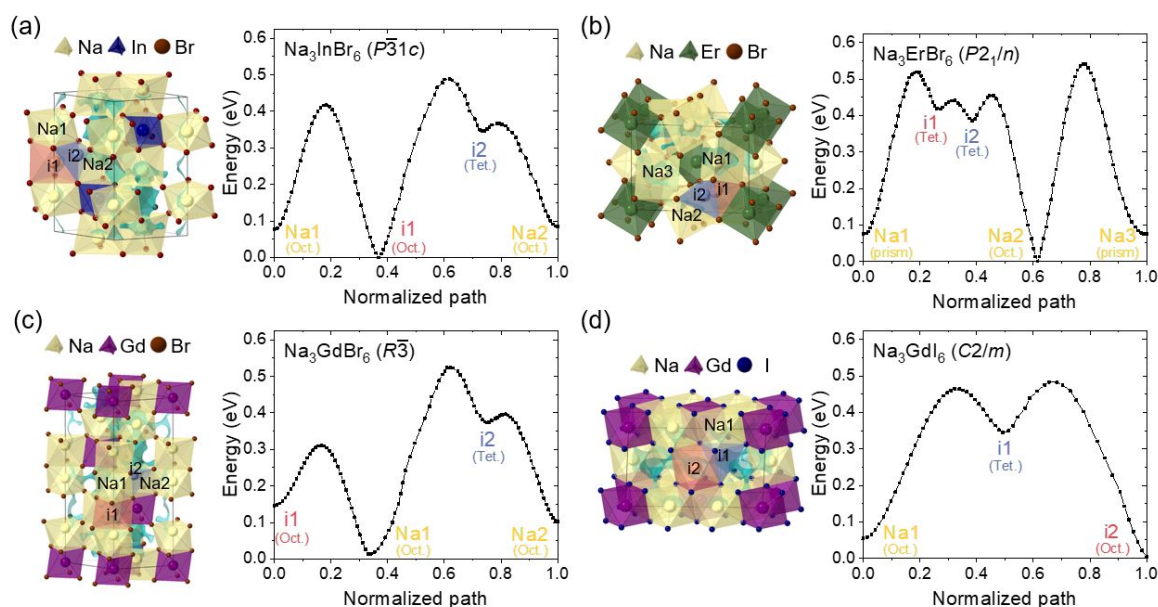 (a)
Na In Br
Na1
i2
i1
Na2
Na₃InBr₆ (P3̅1c)
Energy (eV)
0.6
0.5
0.4
0.3
0.2
0.1
0.0
i2
(Tet.)
Na1
(Oct.)
i1
(Oct.)
Na2
(Oct.)
0.0 0.2 0.4 0.6 0.8 1.0
Normalized path
(b)
Na Er Br
Na1
Na3
i2
i1
Na2
Na₃ErBr₆ (P2₁/n)
Energy (eV)
0.6
0.5
0.4
0.3
0.2
0.1
0.0
i1
(Tet.)
i2
(Tet.)
Na1
(prism)
Na2
(Oct.)
Na3
(prism)
0.0 0.2 0.4 0.6 0.8 1.0
Normalized path
(c)
Na Gd Br
i2
Na1
Na2
i1
Na₃GdBr₆ (R3̅)
Energy (eV)
0.6
0.5
0.4
0.3
0.2
0.1
0.0
i2
(Tet.)
i1
(Oct.)
Na1
(Oct.)
Na2
(Oct.)
0.0 0.2 0.4 0.6 0.8 1.0
Normalized path
(d)
Na Gd I
Na1
i1
i2
Na₃GdI₆ (C2/m)
Energy (eV)
0.6
0.5
0.4
0.3
0.2
0.1
0.0
i1
(Tet.)
Na1
(Oct.)
i2
(Oct.)
0.0 0.2 0.4 0.6 0.8 1.0
Normalized path